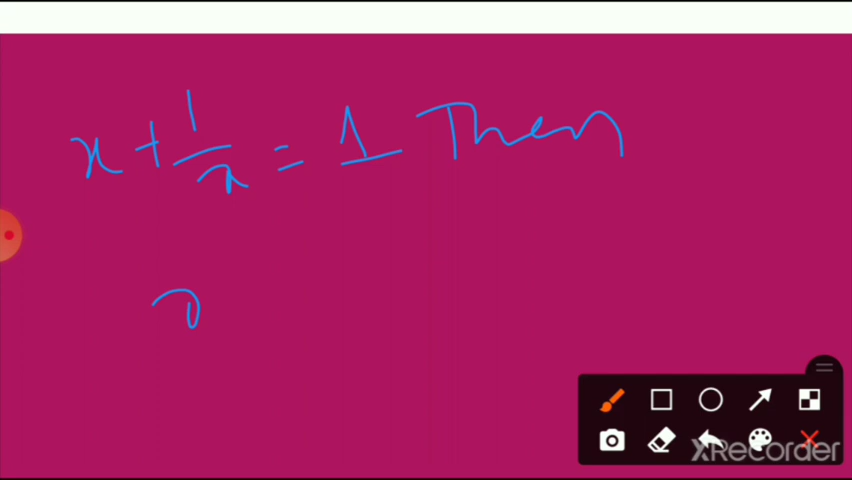 x + 1/x = 1 Then
XRecorder